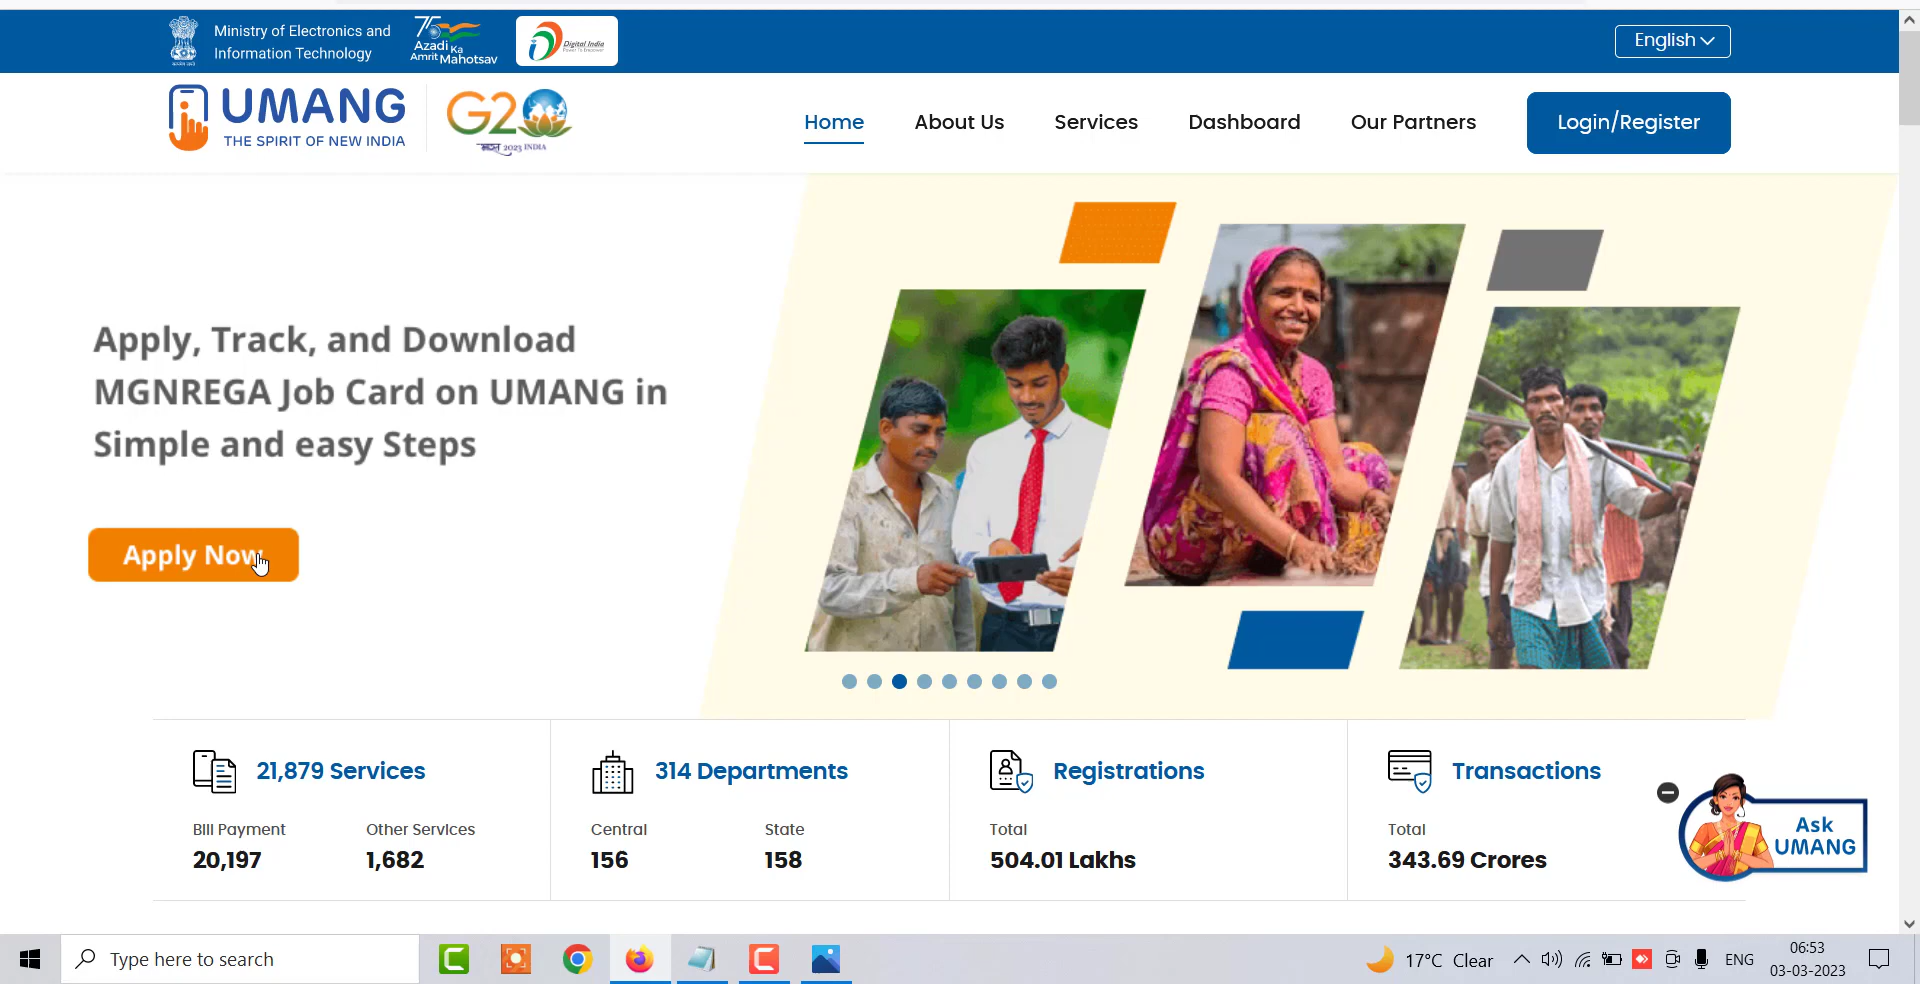 Ministry of Electronics and
Information Technology
75
Azadi Ka
Amrit Mahotsav
Digital India
Power To Empower
English
UMANG
THE SPIRIT OF NEW INDIA
G20
2023 INDIA
Home
About Us
Services
Dashboard
Our Partners
Login/Register
Apply, Track, and Download
MGNREGA Job Card on UMANG in
Simple and easy Steps
Apply Now
21,879 Services
Bill Payment
Other Services
20,197
1,682
314 Departments
Central
State
156
158
Registrations
Total
504.01 Lakhs
Transactions
Total
343.69 Crores
Ask
UMANG
Type here to search
17°C Clear
ENG
06:53
03-03-2023